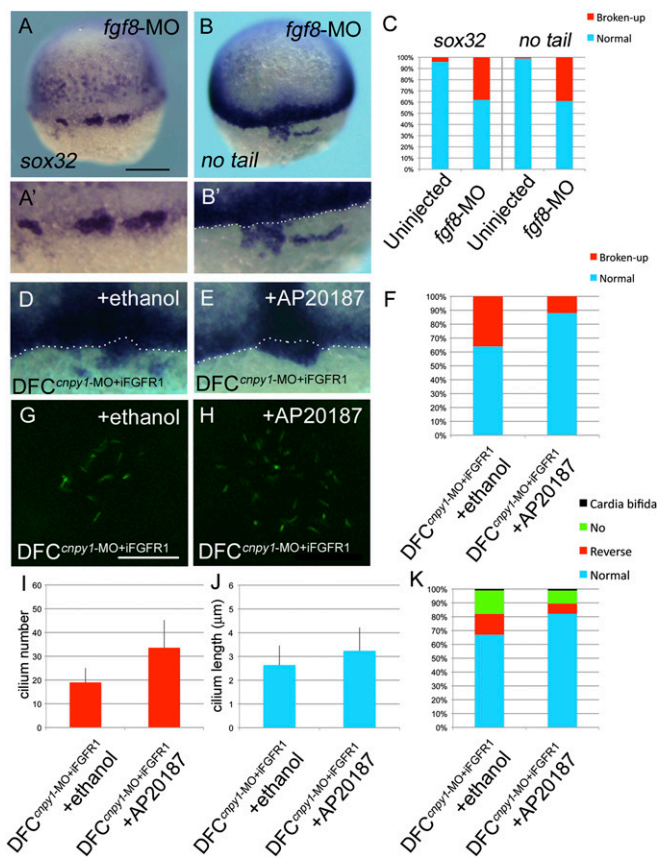 A
fgf8-MO
sox32
B
fgf8-MO
no tail
C
Broken-up
Normal
sox32
no tail
100%
90%
80%
70%
60%
50%
40%
30%
20%
10%
0%
Uninjected
fgf8-MO
Uninjected
fgf8-MO
A'
B'
D
+ethanol
DFCcnpy1-MO+iFGFR1
E
+AP20187
DFCcnpy1-MO+iFGFR1
F
Broken-up
Normal
100%
90%
80%
70%
60%
50%
40%
30%
20%
10%
0%
DFCcnpy1-MO+iFGFR1
+ethanol
DFCcnpy1-MO+iFGFR1
+AP20187
G
+ethanol
DFCcnpy1-MO+iFGFR1
H
+AP20187
DFCcnpy1-MO+iFGFR1
I
cilium number
60
50
40
30
20
10
0
DFCcnpy1-MO+iFGFR1
+ethanol
DFCcnpy1-MO+iFGFR1
+AP20187
J
cilium length (μm)
6
5
4
3
2
1
0
DFCcnpy1-MO+iFGFR1
+ethanol
DFCcnpy1-MO+iFGFR1
+AP20187
K
Cardia bifida
No
Reverse
Normal
100%
90%
80%
70%
60%
50%
40%
30%
20%
10%
0%
DFCcnpy1-MO+iFGFR1
+ethanol
DFCcnpy1-MO+iFGFR1
+AP20187